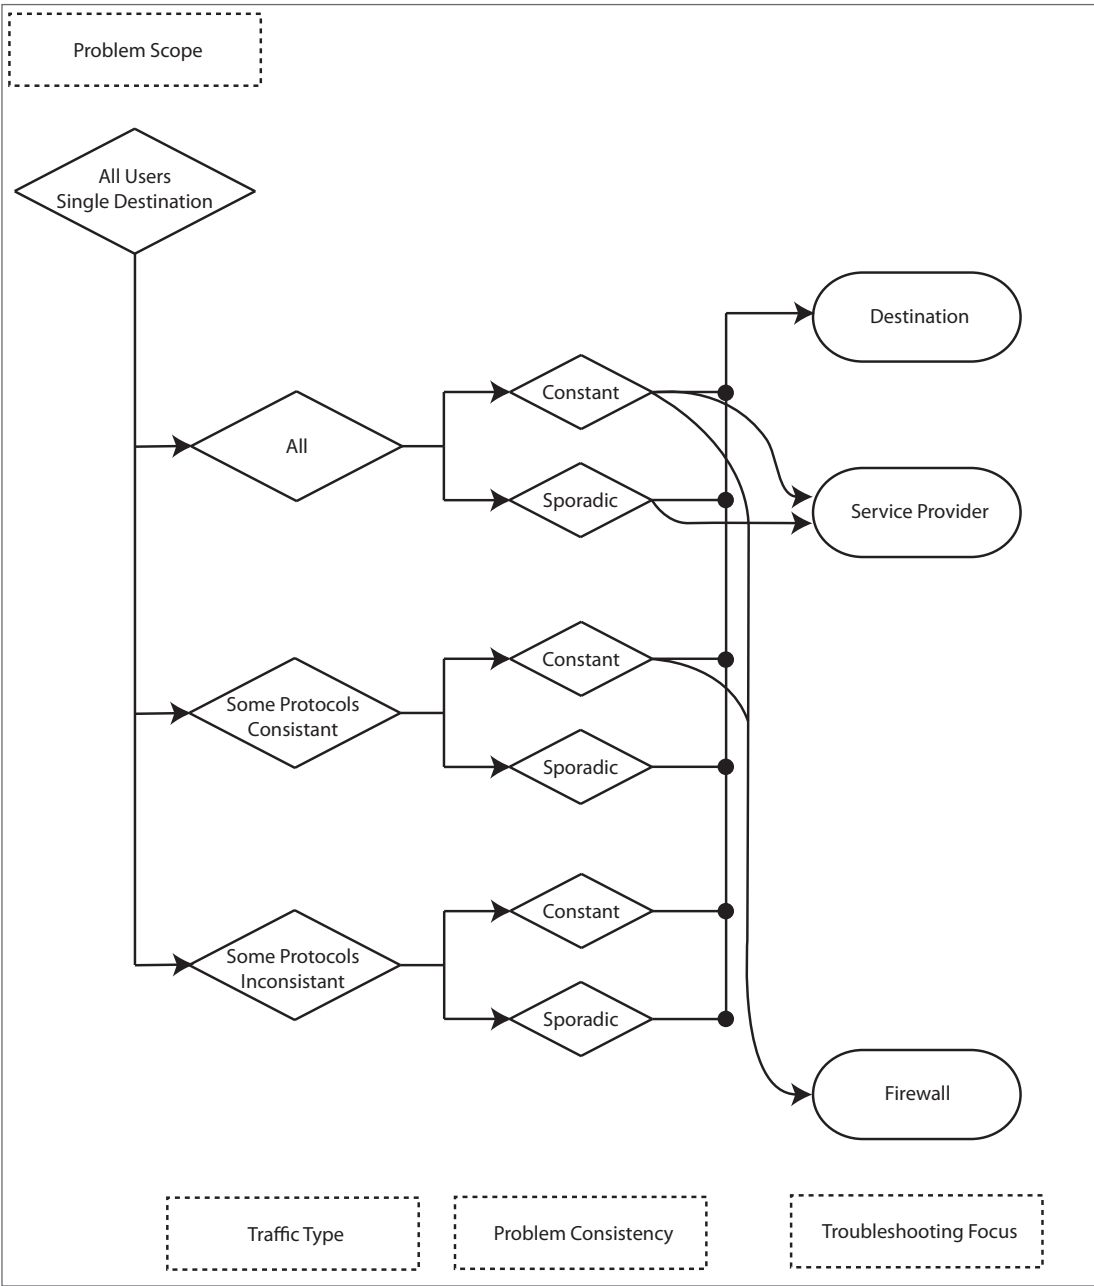 Problem Scope
All Users
Single Destination
Destination
Constant
All
Sporadic
Service Provider
Constant
Some Protocols
Consistant
Sporadic
Constant
Some Protocols
Inconsistant
Sporadic
Firewall
Traffic Type
Problem Consistency
Troubleshooting Focus